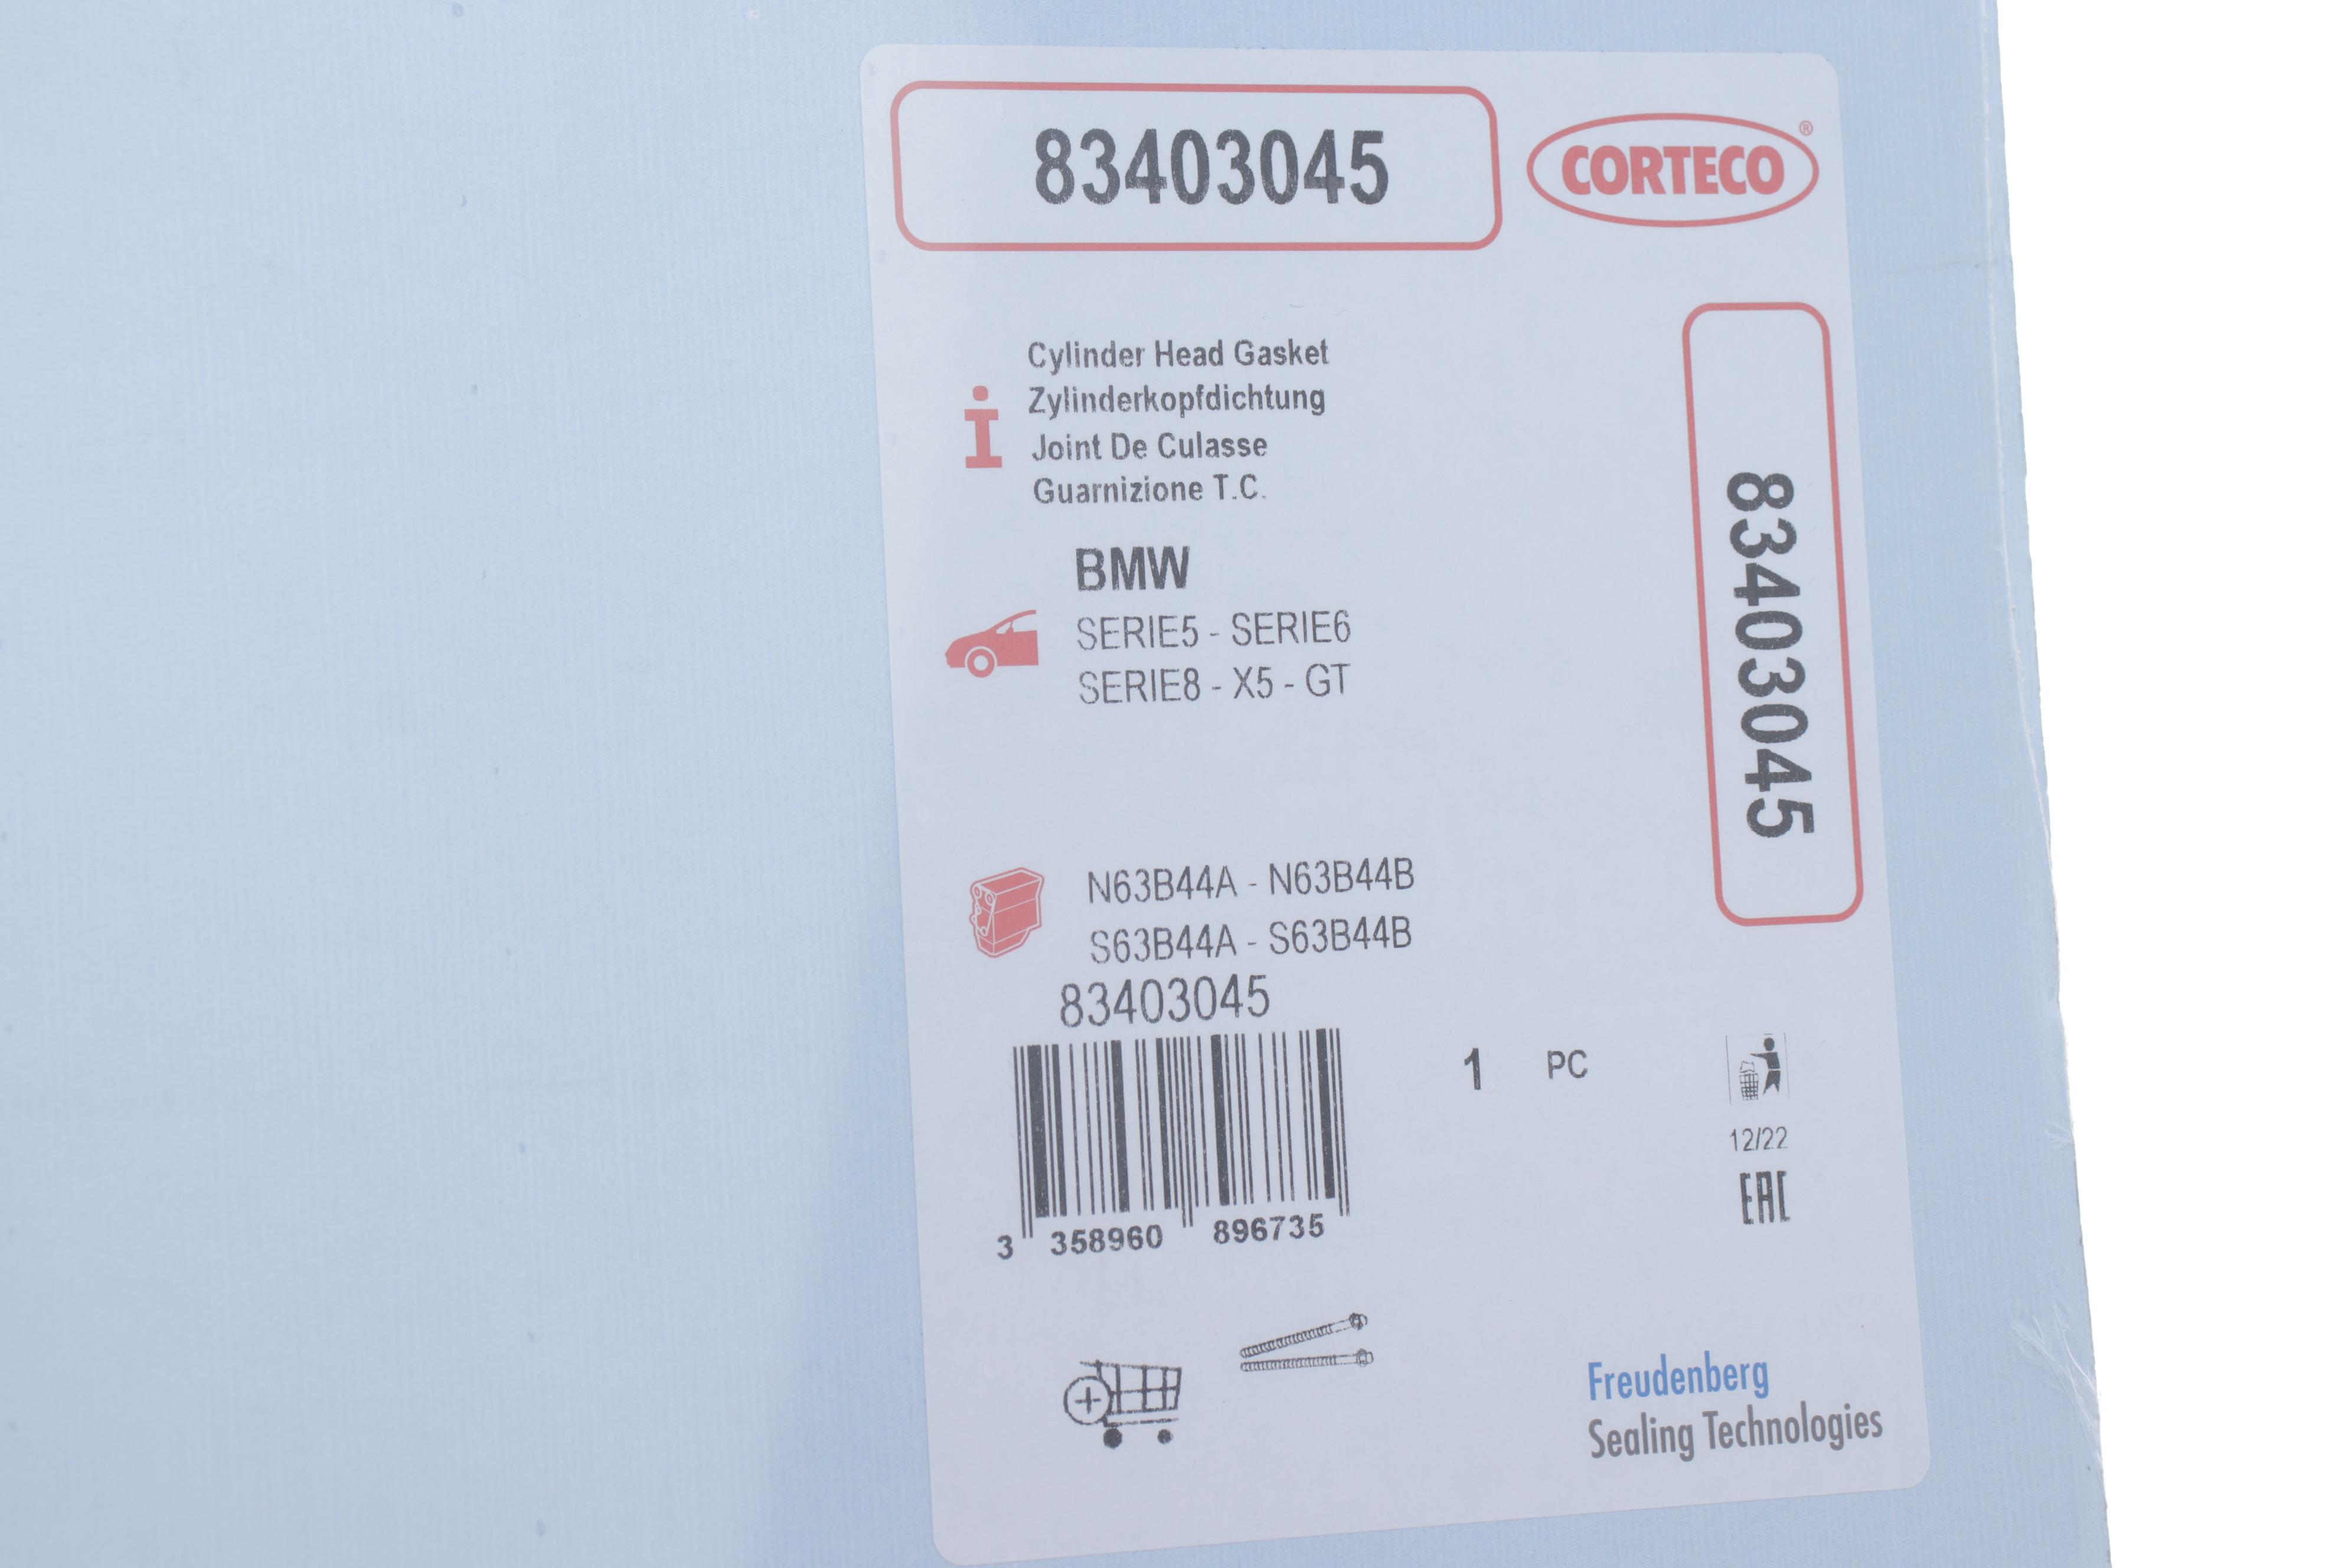 83403045
CORTECO®
Cylinder Head Gasket
Zylinderkopfdichtung
Joint De Culasse
Guarnizione T.C.
BMW
SERIE5 - SERIE6
SERIE8 - X5 - GT
83403045
N63B44A - N63B44B
S63B44A - S63B44B
83403045
1 PC
12/22
EAC
3 358960 896735
Freudenberg
Sealing Technologies